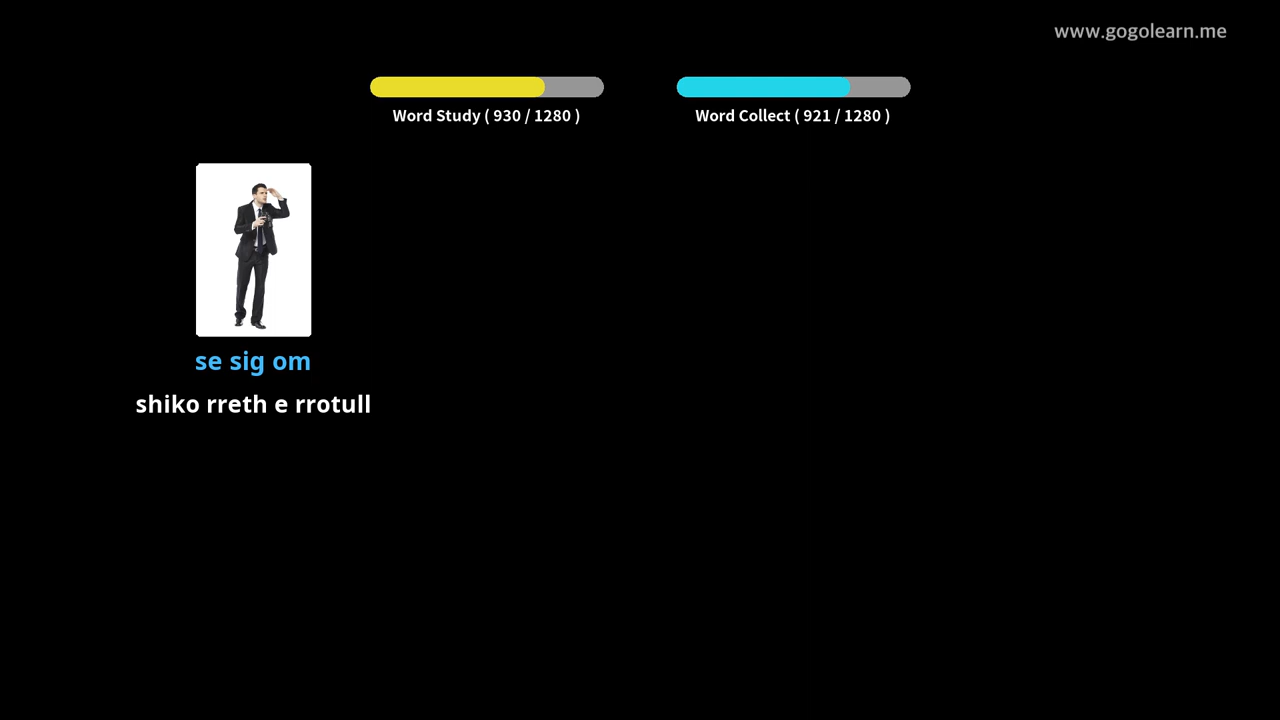 www.gogolearn.me
Word Study ( 930 / 1280 )
Word Collect ( 921 / 1280 )
se sig om
shiko rreth e rrotull